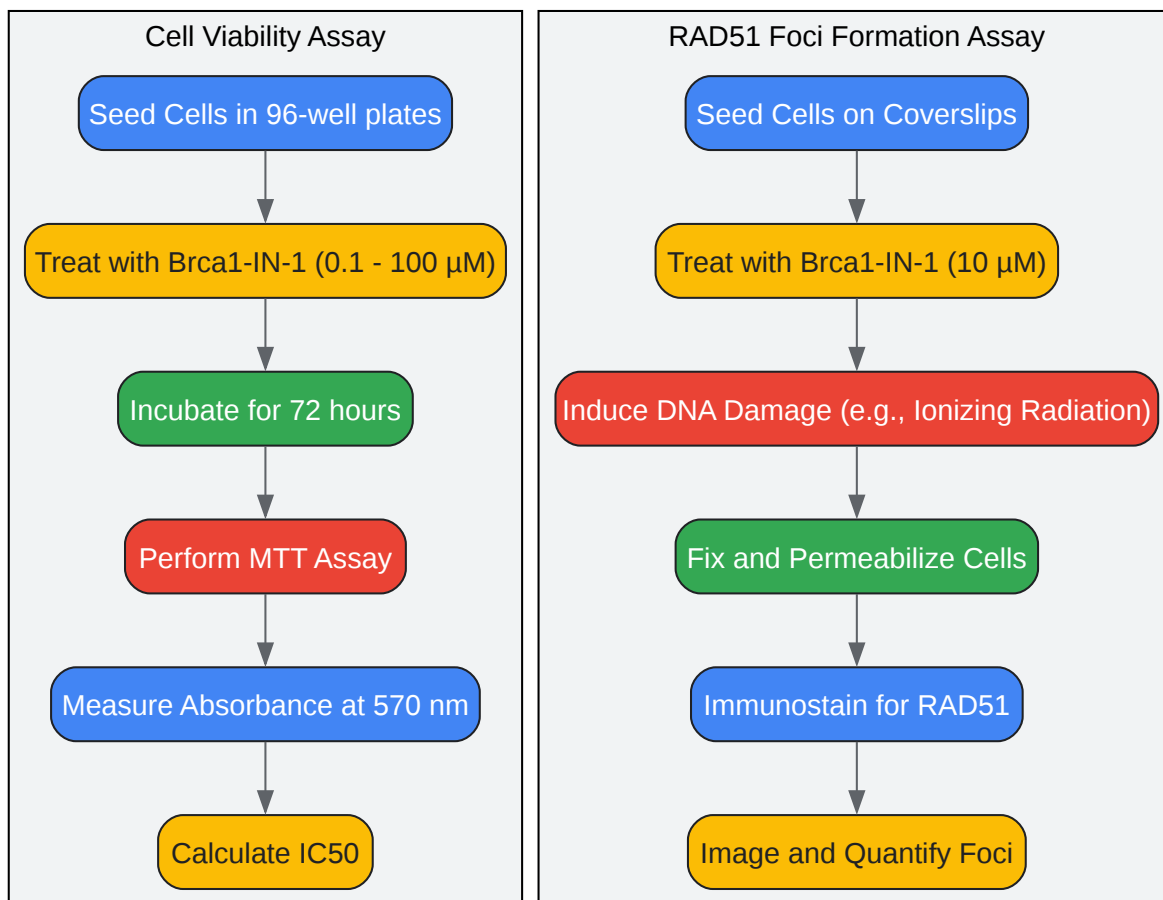 Cell Viability Assay
Seed Cells in 96-well plates
Treat with Brca1-IN-1 (0.1 - 100 µM)
Incubate for 72 hours
Perform MTT Assay
Measure Absorbance at 570 nm
Calculate IC50
RAD51 Foci Formation Assay
Seed Cells on Coverslips
Treat with Brca1-IN-1 (10 µM)
Induce DNA Damage (e.g., Ionizing Radiation)
Fix and Permeabilize Cells
Immunostain for RAD51
Image and Quantify Foci